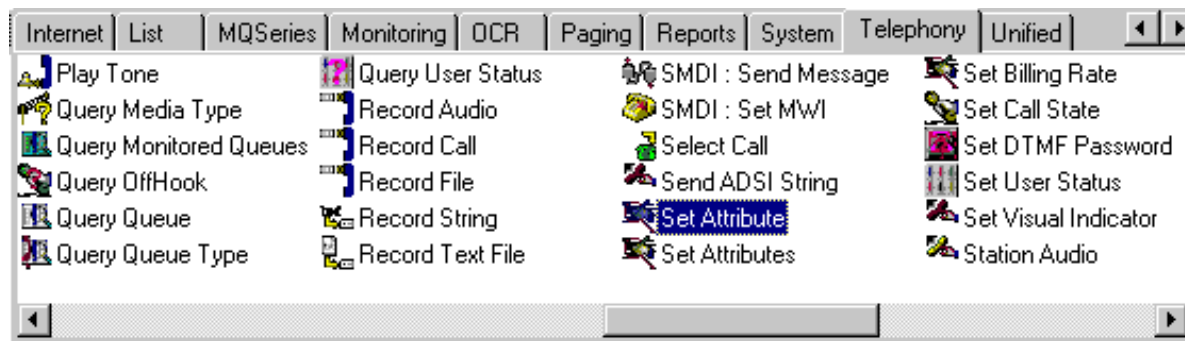 Internet List MQSeries Monitoring OCR Paging Reports System Telephony Unified
Play Tone Query User Status SMDI : Send Message Set Billing Rate
Query Media Type Record Audio SMDI : Set MWI Set Call State
Query Monitored Queues Record Call Select Call Set DTMF Password
Query OffHook Record File Send ADSI String Set User Status
Query Queue Record String Set Attribute Set Visual Indicator
Query Queue Type Record Text File Set Attributes Station Audio